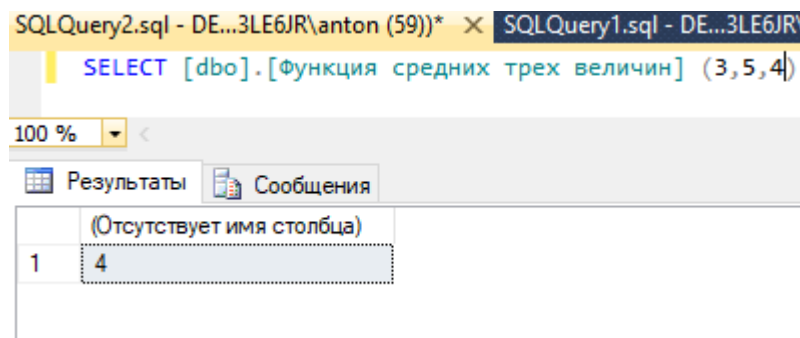 SQLQuery2.sql - DE...3LE6JR\anton (59))* SQLQuery1.sql - DE...3LE6JR\
SELECT [dbo].[Функция средних трех величин] (3,5,4)
100 %
Результаты Сообщения
(Отсутствует имя столбца)
1 4